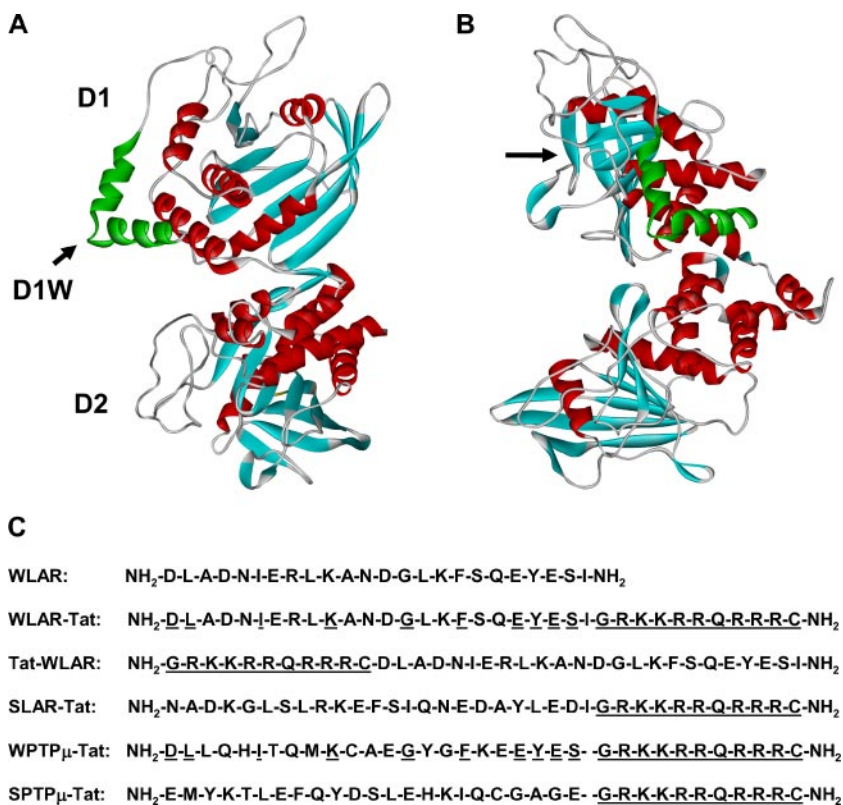 A
B
D1
D1W
D2
C
WLAR: NH₂-D-L-A-D-N-I-E-R-L-K-A-N-D-G-L-K-F-S-Q-E-Y-E-S-I-NH₂
WLAR-Tat: NH₂-D-L-A-D-N-I-E-R-L-K-A-N-D-G-L-K-F-S-Q-E-Y-E-S-I-G-R-K-K-R-R-Q-R-R-R-C-NH₂
Tat-WLAR: NH₂-G-R-K-K-R-R-Q-R-R-R-C-D-L-A-D-N-I-E-R-L-K-A-N-D-G-L-K-F-S-Q-E-Y-E-S-I-NH₂
SLAR-Tat: NH₂-N-A-D-K-G-L-S-L-R-K-E-F-S-I-Q-N-E-D-A-Y-L-E-D-I-G-R-K-K-R-R-Q-R-R-R-C-NH₂
WPTPμ-Tat: NH₂-D-L-L-Q-H-I-T-Q-M-K-C-A-E-G-Y-G-F-K-E-E-Y-E-S- -G-R-K-K-R-R-Q-R-R-R-C-NH₂
SPTPμ-Tat: NH₂-E-M-Y-K-T-L-E-F-Q-Y-D-S-L-E-H-K-I-Q-C-G-A-G-E- -G-R-K-K-R-R-Q-R-R-R-C-NH₂